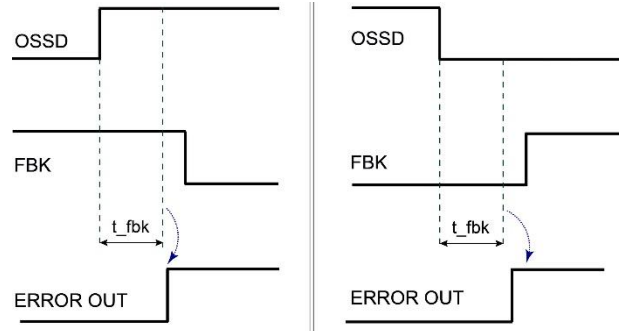 OSSD
FBK
t_fbk
ERROR OUT
OSSD
FBK
t_fbk
ERROR OUT